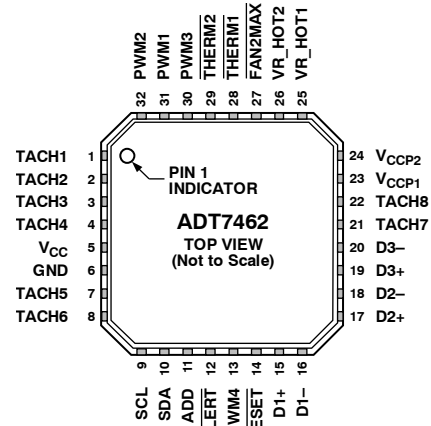 PWM2
PWM1
PWM3
THERM2
THERM1
FAN2MAX
VR_HOT2
VR_HOT1
32 31 30 29 28 27 26 25
TACH1 1
TACH2 2
TACH3 3
TACH4 4
VCC 5
GND 6
TACH5 7
TACH6 8
PIN 1
INDICATOR
ADT7462
TOP VIEW
(Not to Scale)
24 VCCP2
23 VCCP1
22 TACH8
21 TACH7
20 D3–
19 D3+
18 D2–
17 D2+
9 10 11 12 13 14 15 16
SCL
SDA
ADD
LERT
WM4
ESET
D1+
D1–